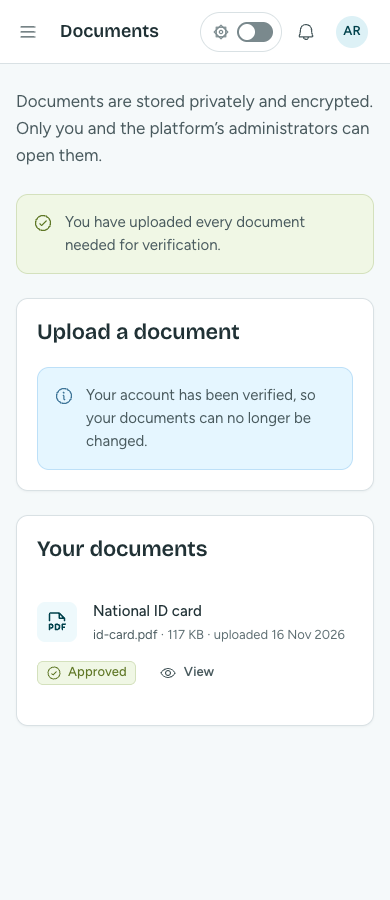 Documents
AR
Documents are stored privately and encrypted.
Only you and the platform's administrators can
open them.
You have uploaded every document
needed for verification.
Upload a document
Your account has been verified, so
your documents can no longer be
changed.
Your documents
PDF
National ID card
id-card.pdf · 117 KB · uploaded 16 Nov 2026
Approved
View